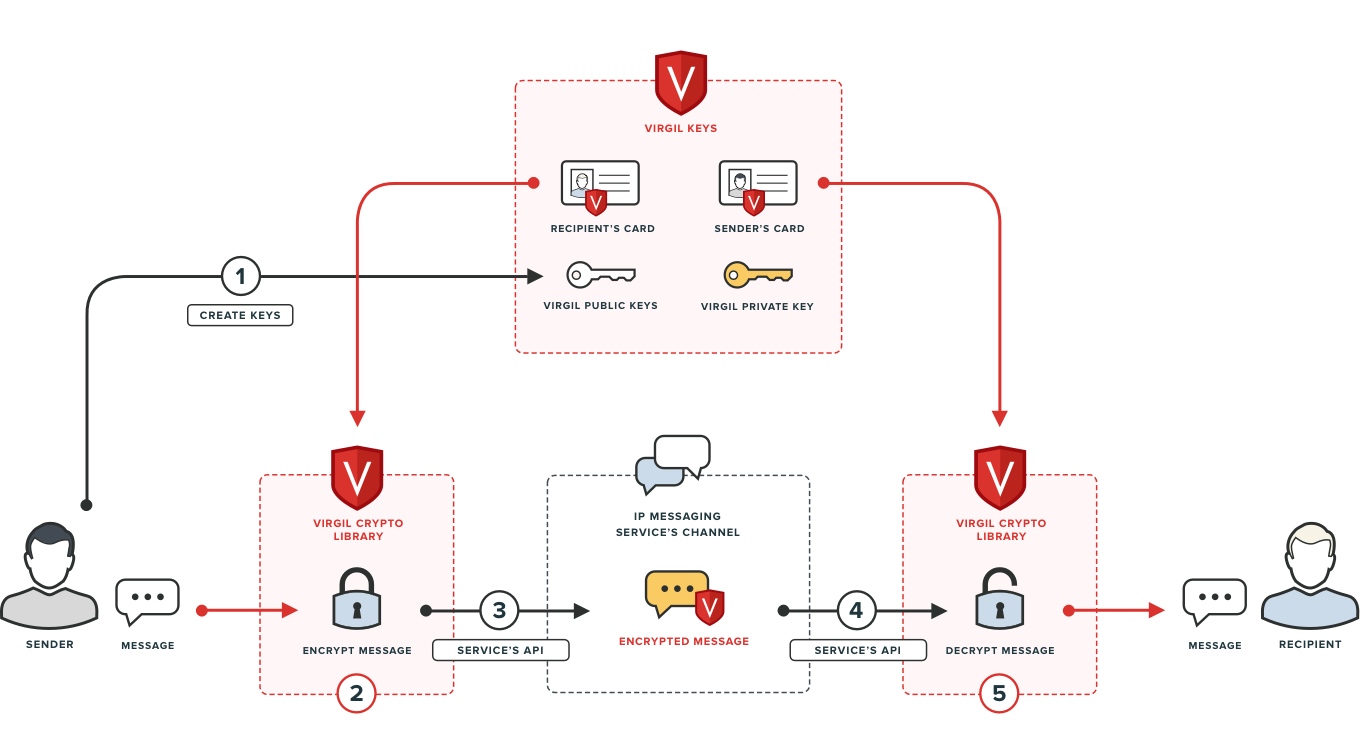 V
VIRGIL KEYS
V
V
RECIPIENT'S CARD
SENDER'S CARD
1
CREATE KEYS
VIRGIL PUBLIC KEYS
VIRGIL PRIVATE KEY
V
VIRGIL CRYPTO
LIBRARY
IP MESSAGING
SERVICE'S CHANNEL
V
VIRGIL CRYPTO
LIBRARY
SENDER
MESSAGE
ENCRYPT MESSAGE
2
3
SERVICE'S API
V
ENCRYPTED MESSAGE
4
SERVICE'S API
DECRYPT MESSAGE
5
MESSAGE
RECIPIENT